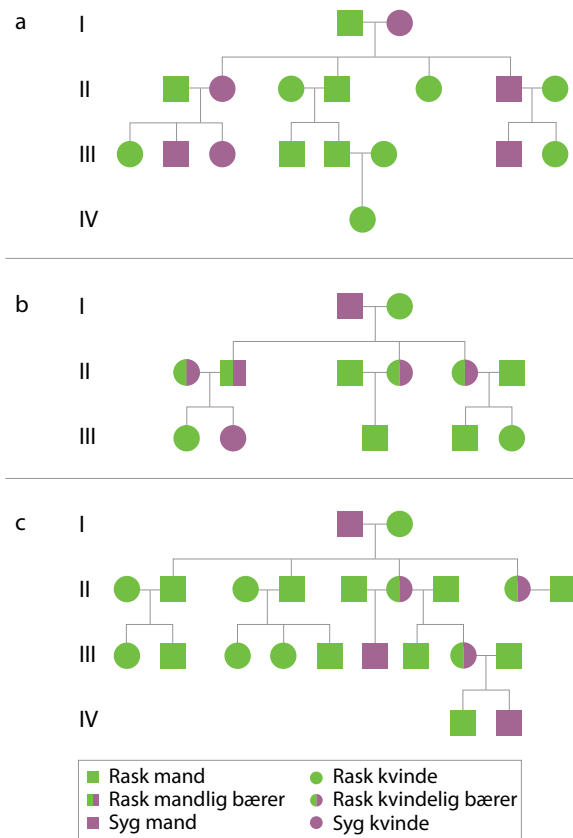 a I
II
III
IV
b I
II
III
c I
II
III
IV
Rask mand Rask kvinde
Rask mandlig bærer Rask kvindelig bærer
Syg mand Syg kvinde